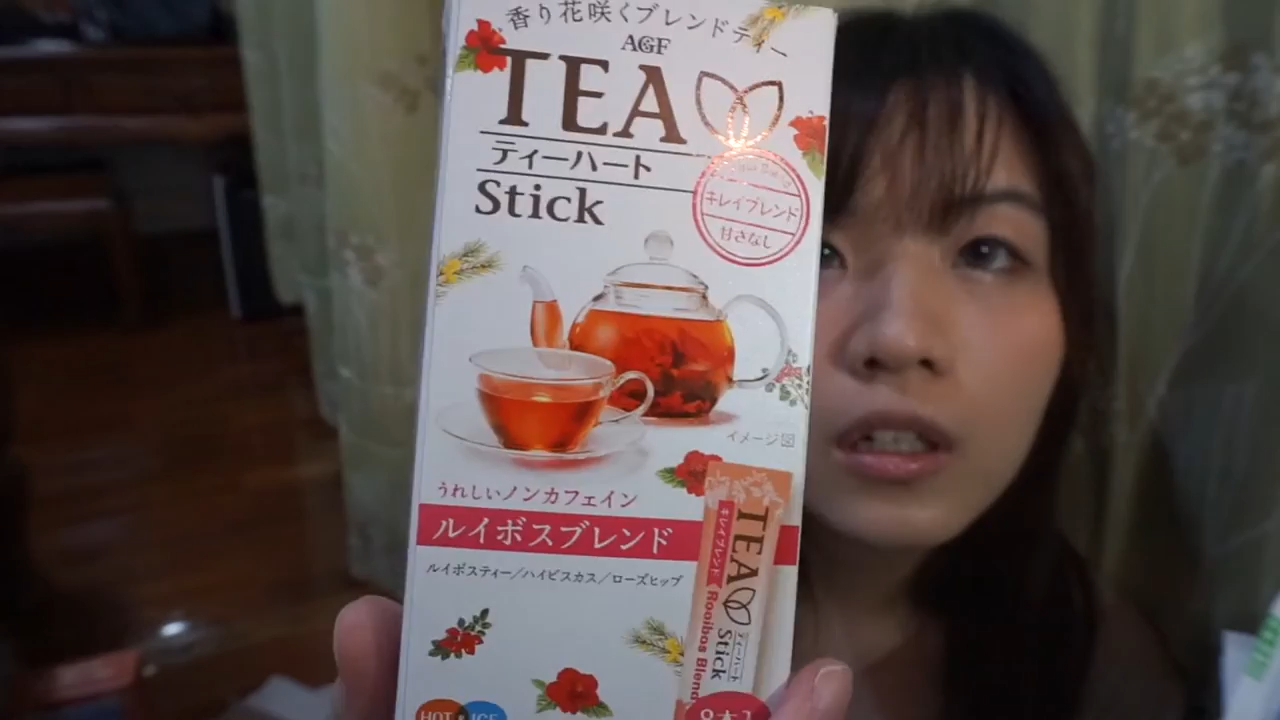 香り花咲くブレンドティー
AGF
TEA
ティーハート
Stick
キレイブレンド
甘さなし
イメージ図
うれしいノンカフェイン
ルイボスブレンド
ルイボスティー/ハイビスカス/ローズヒップ
TEA
ティーハート
Stick
キレイブレンド
Rooibos Blend
HOT & ICE
8本入